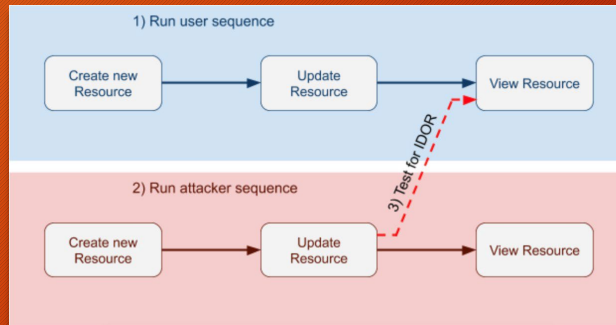 1) Run user sequence
Create new
Resource
Update
Resource
View Resource
3) Test for IDOR
2) Run attacker sequence
Create new
Resource
Update
Resource
View Resource